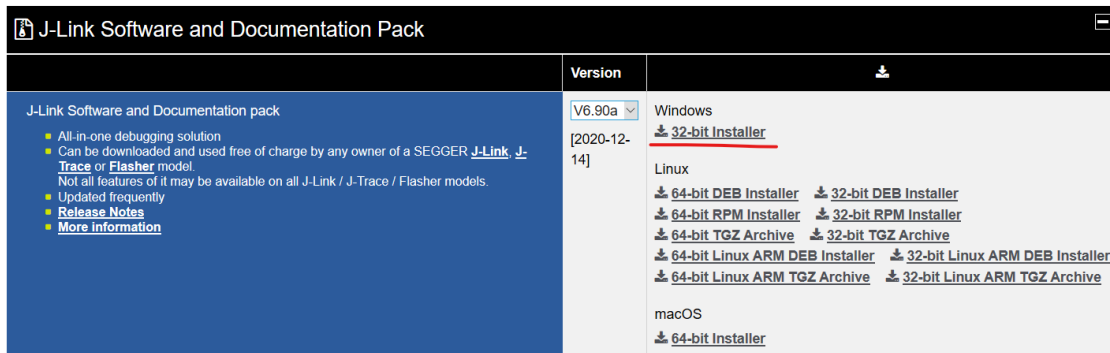 J-Link Software and Documentation Pack
Version
J-Link Software and Documentation pack
All-in-one debugging solution
Can be downloaded and used free of charge by any owner of a SEGGER J-Link, J-
Trace or Flasher model.
Not all features of it may be available on all J-Link / J-Trace / Flasher models.
Updated frequently
Release Notes
More information
V6.90a
[2020-12-
14]
Windows
32-bit Installer
Linux
64-bit DEB Installer 32-bit DEB Installer
64-bit RPM Installer 32-bit RPM Installer
64-bit TGZ Archive 32-bit TGZ Archive
64-bit Linux ARM DEB Installer 32-bit Linux ARM DEB Installer
64-bit Linux ARM TGZ Archive 32-bit Linux ARM TGZ Archive
macOS
64-bit Installer